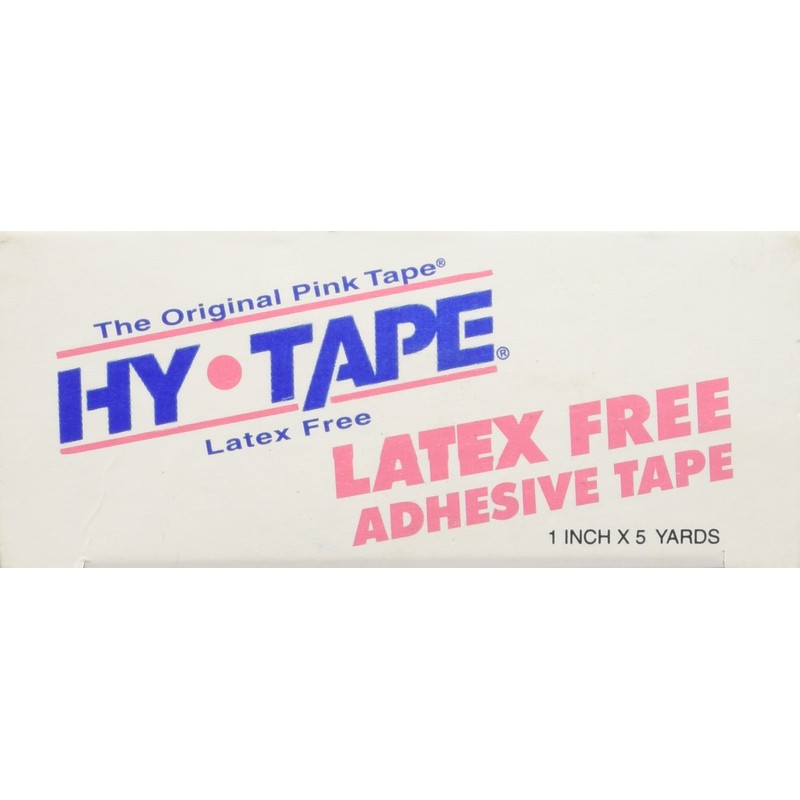 The Original Pink Tape®
HY•TAPE®
Latex Free
LATEX FREE
ADHESIVE TAPE
1 INCH X 5 YARDS